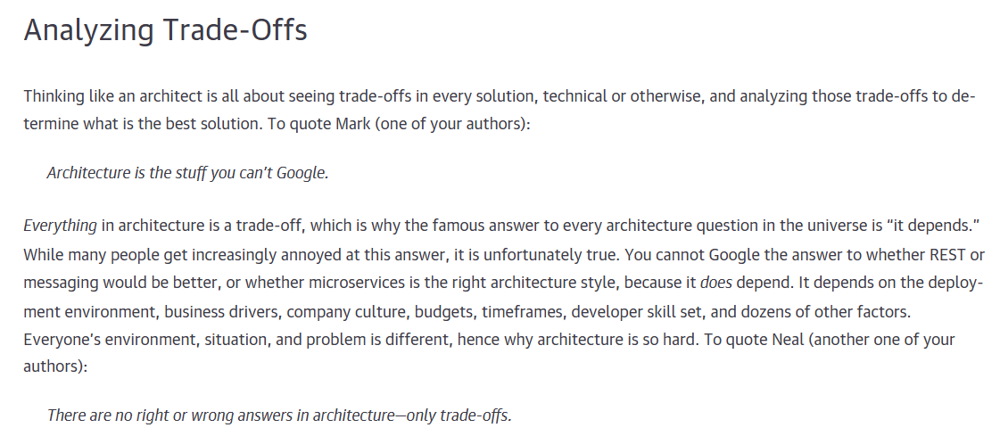 Analyzing Trade-Offs
Thinking like an architect is all about seeing trade-offs in every solution, technical or otherwise, and analyzing those trade-offs to de-
termine what is the best solution. To quote Mark (one of your authors):
Architecture is the stuff you can’t Google.
Everything in architecture is a trade-off, which is why the famous answer to every architecture question in the universe is “it depends.”
While many people get increasingly annoyed at this answer, it is unfortunately true. You cannot Google the answer to whether REST or
messaging would be better, or whether microservices is the right architecture style, because it does depend. It depends on the deploy-
ment environment, business drivers, company culture, budgets, timeframes, developer skill set, and dozens of other factors.
Everyone’s environment, situation, and problem is different, hence why architecture is so hard. To quote Neal (another one of your
authors):
There are no right or wrong answers in architecture—only trade-offs.